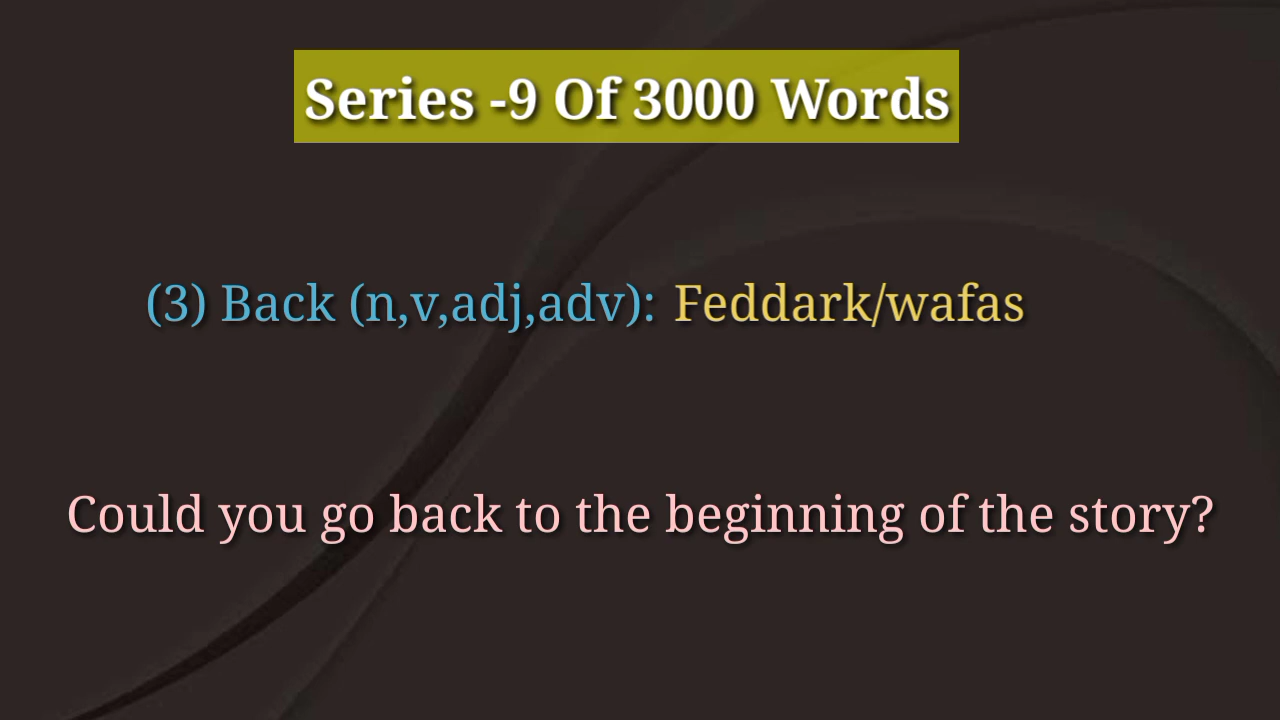 Series -9 Of 3000 Words
(3) Back (n,v,adj,adv): Feddark/wafas
Could you go back to the beginning of the story?